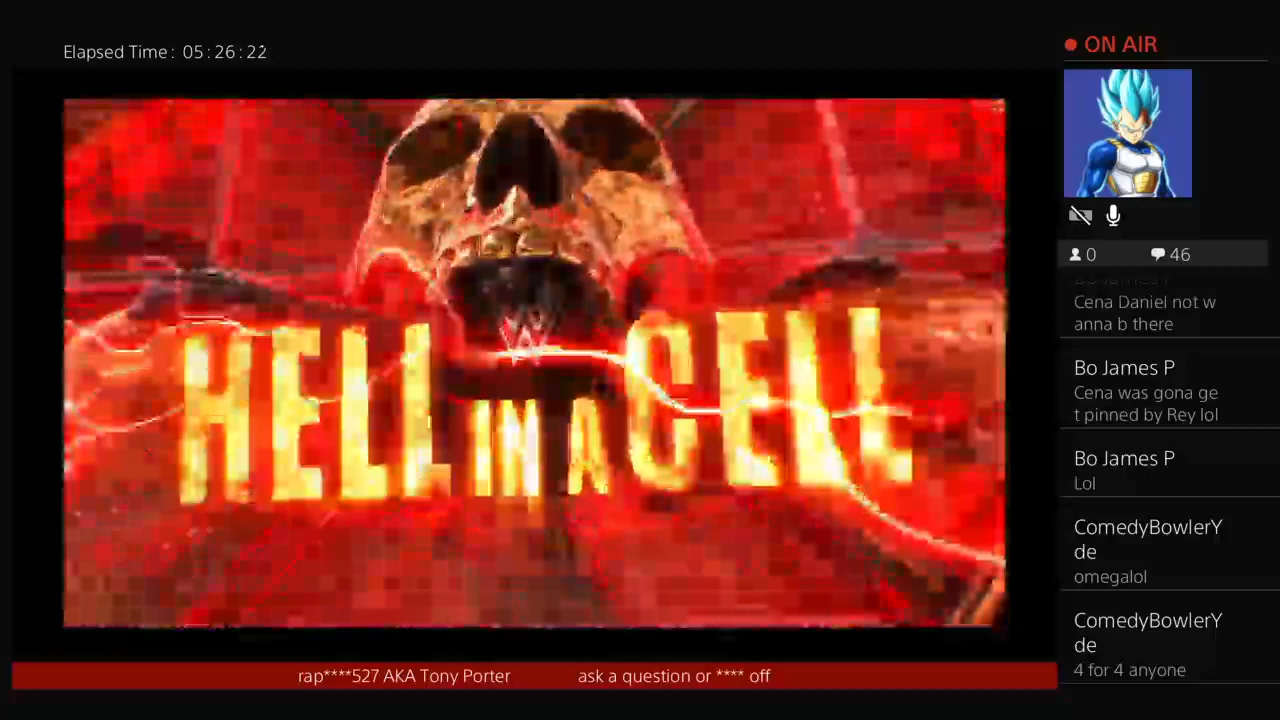 Elapsed Time: 05:26:22
ON AIR
0 46
Cena Daniel not w
anna b there
Bo James P
Cena was gona ge
t pinned by Rey lol
Bo James P
Lol
ComedyBowlerY
de
omegalol
ComedyBowlerY
de
4 for 4 anyone
W
HELL IN A CELL
rap****527 AKA Tony Porter ask a question or **** off